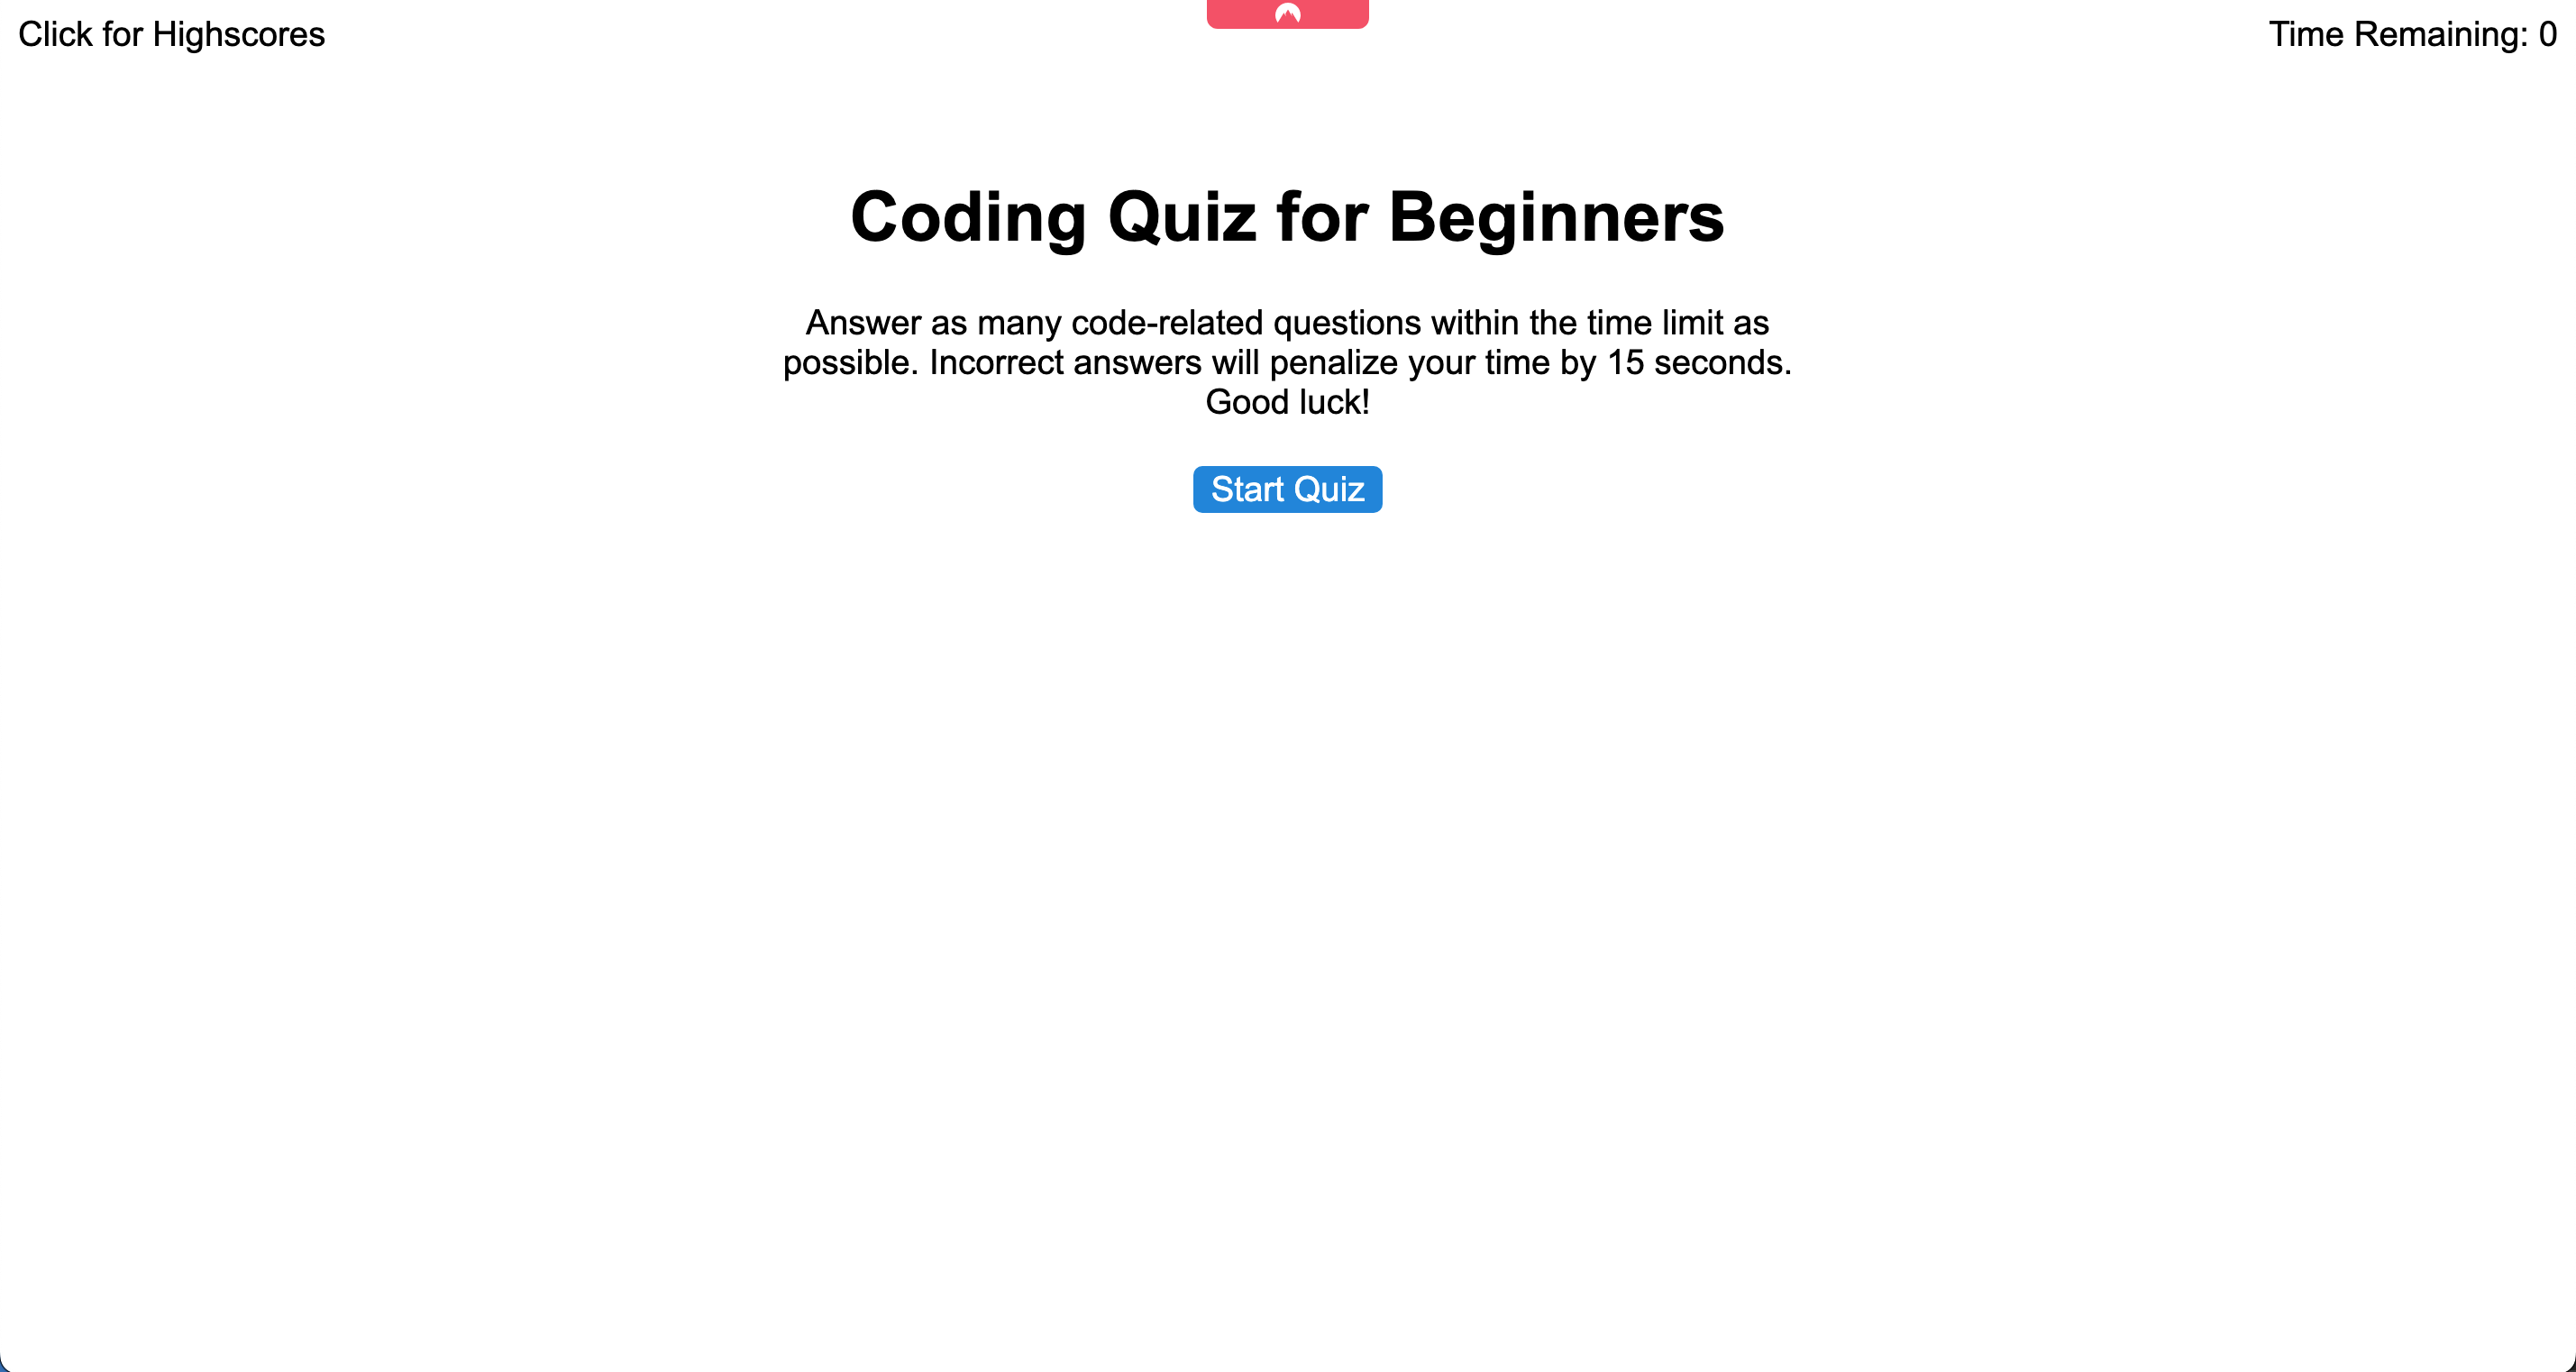 Click for Highscores
Time Remaining: 0
Coding Quiz for Beginners
Answer as many code-related questions within the time limit as
possible. Incorrect answers will penalize your time by 15 seconds.
Good luck!
Start Quiz